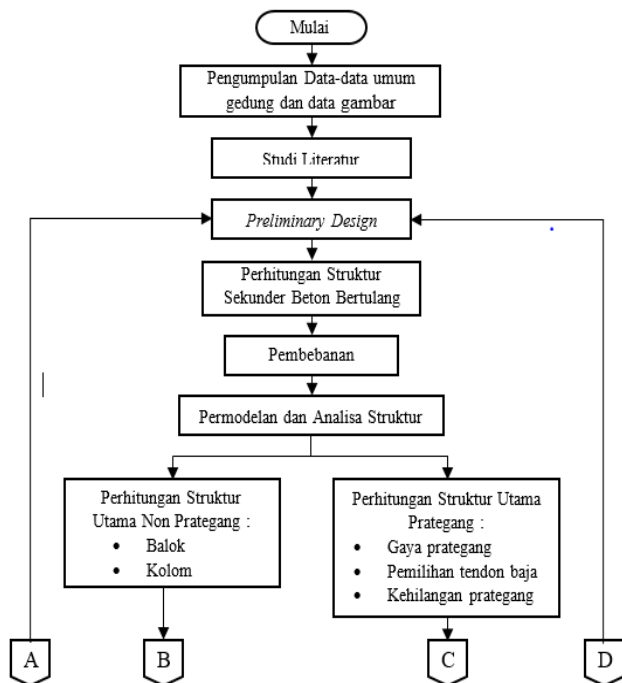 Mulai
Pengumpulan Data-data umum
gedung dan data gambar
Studi Literatur
Preliminary Design
Perhitungan Struktur
Sekunder Beton Bertulang
Pembebanan
Permodelan dan Analisa Struktur
Perhitungan Struktur
Utama Non Prategang :
• Balok
• Kolom
Perhitungan Struktur Utama
Prategang :
• Gaya prategang
• Pemilihan tendon baja
• Kehilangan prategang
A
B
C
D